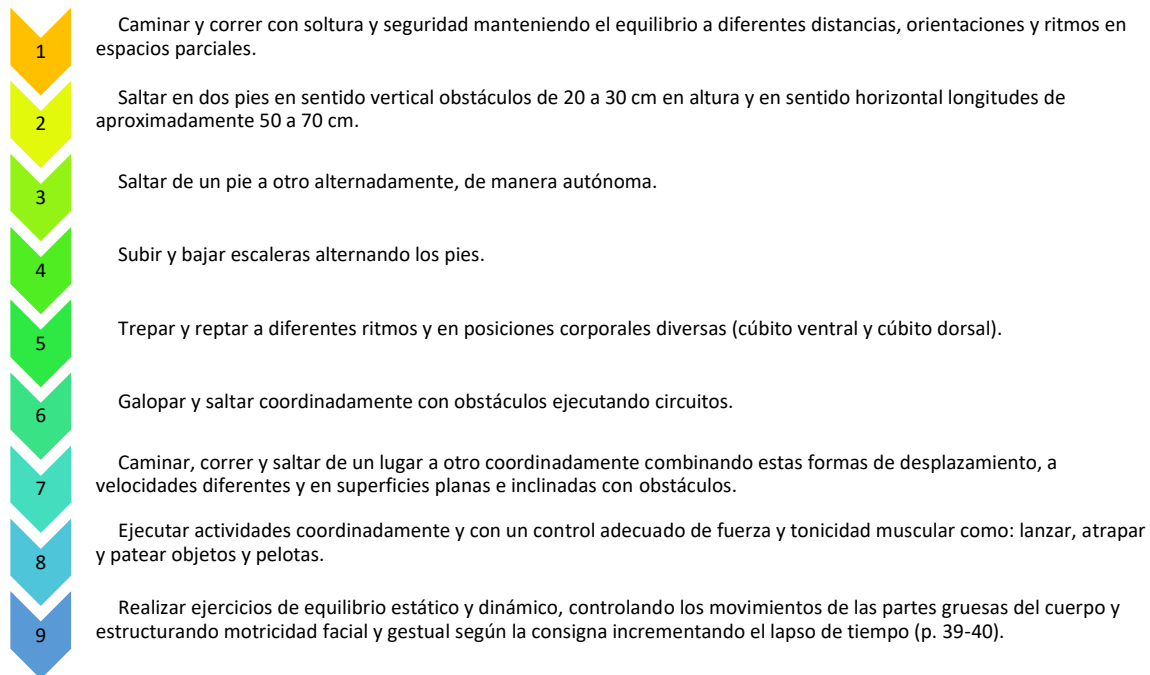 1
Caminar y correr con soltura y seguridad manteniendo el equilibrio a diferentes distancias, orientaciones y ritmos en
espacios parciales.
2
Saltar en dos pies en sentido vertical obstáculos de 20 a 30 cm en altura y en sentido horizontal longitudes de
aproximadamente 50 a 70 cm.
3
Saltar de un pie a otro alternadamente, de manera autónoma.
4
Subir y bajar escaleras alternando los pies.
5
Trepar y reptar a diferentes ritmos y en posiciones corporales diversas (cúbito ventral y cúbito dorsal).
6
Galopar y saltar coordinadamente con obstáculos ejecutando circuitos.
7
Caminar, correr y saltar de un lugar a otro coordinadamente combinando estas formas de desplazamiento, a
velocidades diferentes y en superficies planas e inclinadas con obstáculos.
8
Ejecutar actividades coordinadamente y con un control adecuado de fuerza y tonicidad muscular como: lanzar, atrapar
y patear objetos y pelotas.
9
Realizar ejercicios de equilibrio estático y dinámico, controlando los movimientos de las partes gruesas del cuerpo y
estructurando motricidad facial y gestual según la consigna incrementando el lapso de tiempo (p. 39-40).